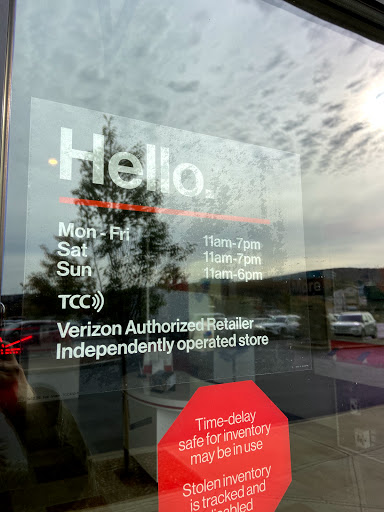 Hello.
Mon - Fri 11am-7pm
Sat 11am-7pm
Sun 11am-6pm
TCC
Verizon Authorized Retailer
Independently operated store
Time-delay
safe for inventory
may be in use
Stolen inventory
is tracked and
disabled